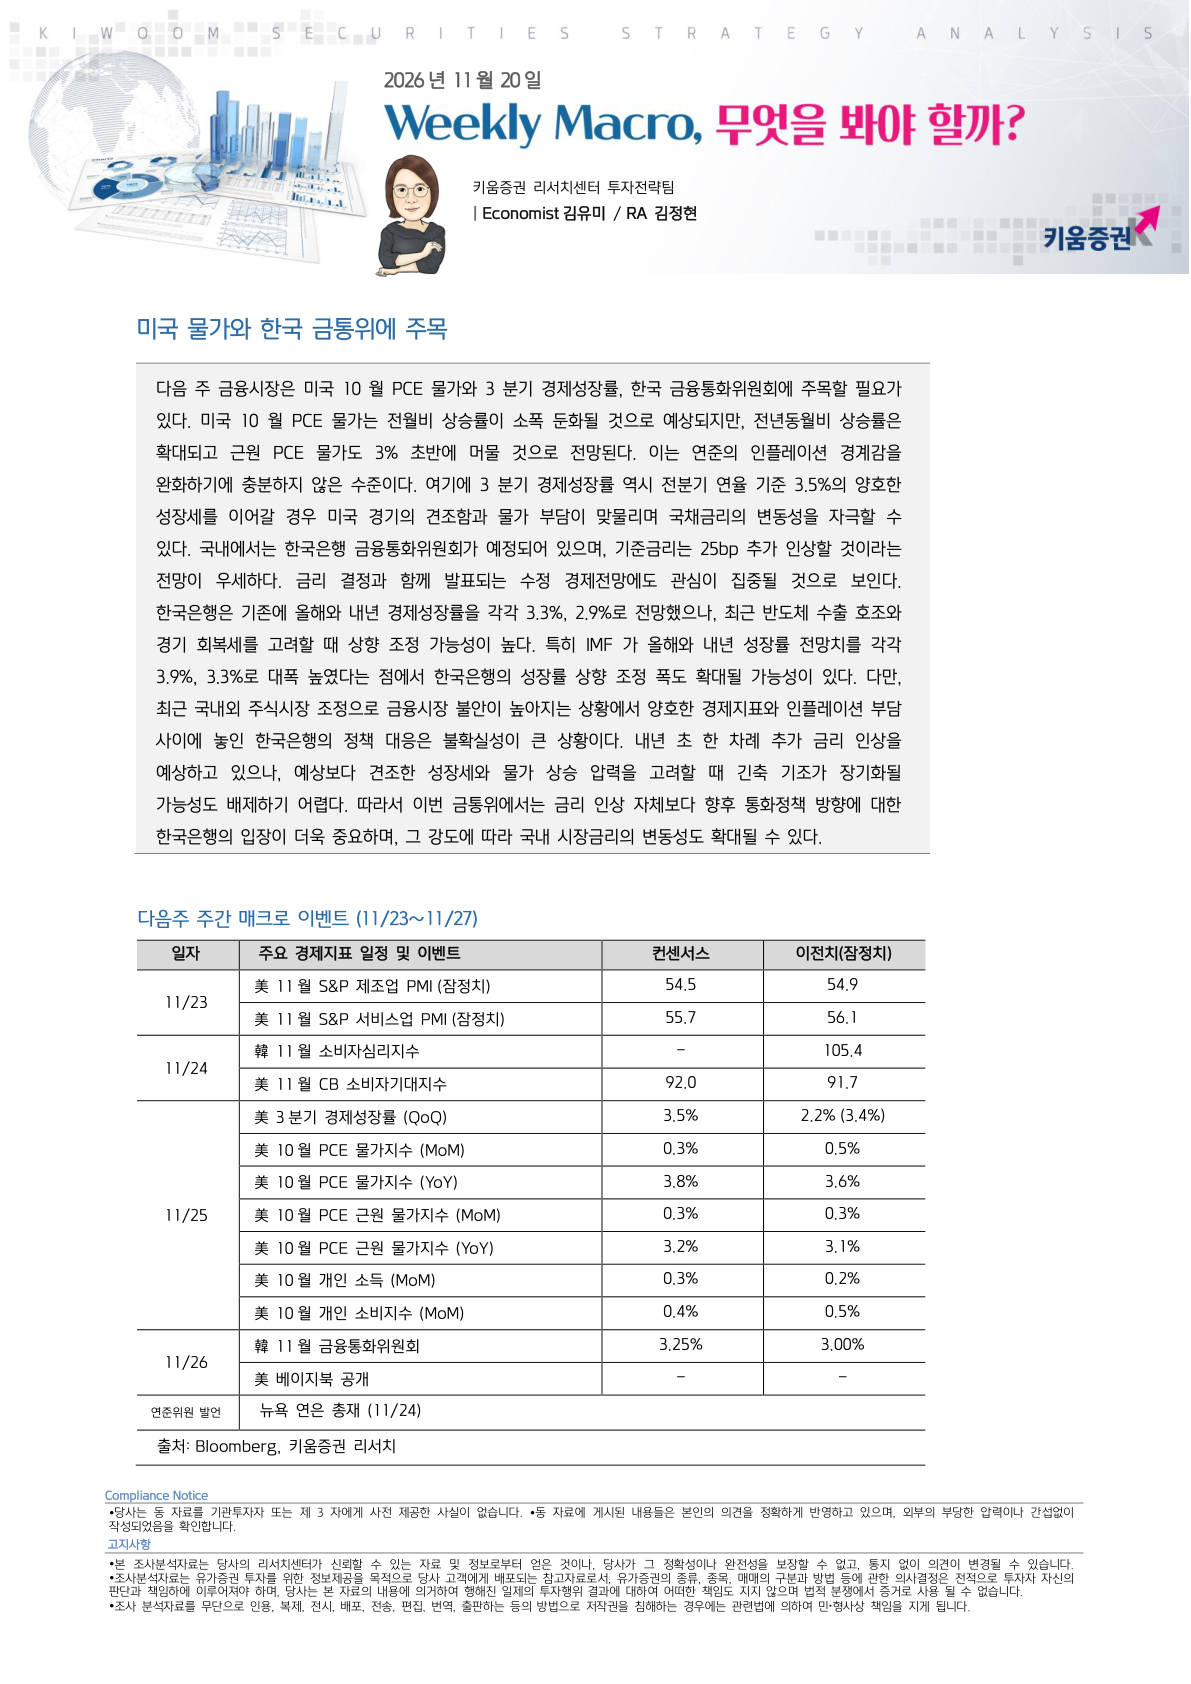 KIWOOM SECURITIES STRATEGY ANALYSIS
2026년 11월 20일
Weekly Macro, 무엇을 봐야 할까?
키움증권 리서치센터 투자전략팀
| Economist 김유미 / RA 김정현
키움증권
미국 물가와 한국 금통위에 주목
다음 주 금융시장은 미국 10 월 PCE 물가와 3 분기 경제성장률, 한국 금융통화위원회에 주목할 필요가
있다. 미국 10 월 PCE 물가는 전월비 상승률이 소폭 둔화될 것으로 예상되지만, 전년동월비 상승률은
확대되고 근원 PCE 물가도 3% 초반에 머물 것으로 전망된다. 이는 연준의 인플레이션 경계감을
완화하기에 충분하지 않은 수준이다. 여기에 3 분기 경제성장률 역시 전분기 연율 기준 3.5%의 양호한
성장세를 이어갈 경우 미국 경기의 견조함과 물가 부담이 맞물리며 국채금리의 변동성을 자극할 수
있다. 국내에서는 한국은행 금융통화위원회가 예정되어 있으며, 기준금리는 25bp 추가 인상할 것이라는
전망이 우세하다. 금리 결정과 함께 발표되는 수정 경제전망에도 관심이 집중될 것으로 보인다.
한국은행은 기존에 올해와 내년 경제성장률을 각각 3.3%, 2.9%로 전망했으나, 최근 반도체 수출 호조와
경기 회복세를 고려할 때 상향 조정 가능성이 높다. 특히 IMF 가 올해와 내년 성장률 전망치를 각각
3.9%, 3.3%로 대폭 높였다는 점에서 한국은행의 성장률 상향 조정 폭도 확대될 가능성이 있다. 다만,
최근 국내외 주식시장 조정으로 금융시장 불안이 높아지는 상황에서 양호한 경제지표와 인플레이션 부담
사이에 놓인 한국은행의 정책 대응은 불확실성이 큰 상황이다. 내년 초 한 차례 추가 금리 인상을
예상하고 있으나, 예상보다 견조한 성장세와 물가 상승 압력을 고려할 때 긴축 기조가 장기화될
가능성도 배제하기 어렵다. 따라서 이번 금통위에서는 금리 인상 자체보다 향후 통화정책 방향에 대한
한국은행의 입장이 더욱 중요하며, 그 강도에 따라 국내 시장금리의 변동성도 확대될 수 있다.
다음주 주간 매크로 이벤트 (11/23~11/27)
일자 주요 경제지표 일정 및 이벤트 컨센서스 이전치(잠정치)
11/23 美 11월 S&P 제조업 PMI (잠정치) 54.5 54.9
美 11월 S&P 서비스업 PMI (잠정치) 55.7 56.1
11/24 韓 11월 소비자심리지수 - 105.4
美 11월 CB 소비자기대지수 92.0 91.7
11/25 美 3분기 경제성장률 (QoQ) 3.5% 2.2% (3.4%)
美 10월 PCE 물가지수 (MoM) 0.3% 0.5%
美 10월 PCE 물가지수 (YoY) 3.8% 3.6%
美 10월 PCE 근원 물가지수 (MoM) 0.3% 0.3%
美 10월 PCE 근원 물가지수 (YoY) 3.2% 3.1%
美 10월 개인 소득 (MoM) 0.3% 0.2%
美 10월 개인 소비지수 (MoM) 0.4% 0.5%
11/26 韓 11월 금융통화위원회 3.25% 3.00%
美 베이지북 공개 - -
연준위원 발언 뉴욕 연은 총재 (11/24)
출처: Bloomberg, 키움증권 리서치
Compliance Notice
•당사는 동 자료를 기관투자자 또는 제 3 자에게 사전 제공한 사실이 없습니다. •동 자료에 게시된 내용들은 본인의 의견을 정확하게 반영하고 있으며, 외부의 부당한 압력이나 간섭없이
작성되었음을 확인합니다.
고지사항
•본 조사분석자료는 당사의 리서치센터가 신뢰할 수 있는 자료 및 정보로부터 얻은 것이나, 당사가 그 정확성이나 완전성을 보장할 수 없고, 통지 없이 의견이 변경될 수 있습니다.
•조사분석자료는 유가증권 투자를 위한 정보제공을 목적으로 당사 고객에게 배포되는 참고자료로서, 유가증권의 종류, 종목, 매매의 구분과 방법 등에 관한 의사결정은 전적으로 투자자 자신의
판단과 책임하에 이루어져야 하며, 당사는 본 자료의 내용에 의거하여 행해진 일체의 투자행위 결과에 대하여 어떠한 책임도 지지 않으며 법적 분쟁에서 증거로 사용 될 수 없습니다.
•조사 분석자료를 무단으로 인용, 복제, 전시, 배포, 전송, 편집, 번역, 출판하는 등의 방법으로 저작권을 침해하는 경우에는 관련법에 의하여 민·형사상 책임을 지게 됩니다.